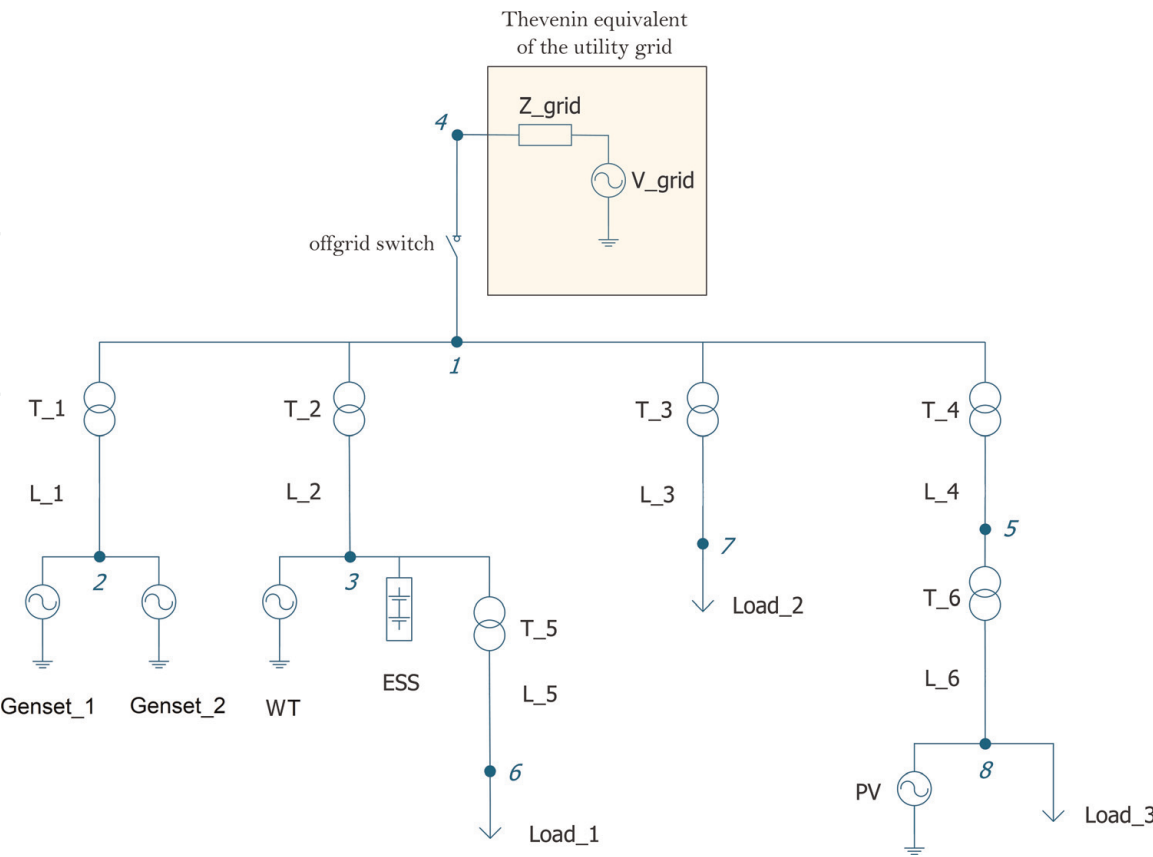 Thevenin equivalent
of the utility grid
Z_grid
4
V_grid
offgrid switch
1
T_1
T_2
T_3
T_4
L_1
L_2
L_3
L_4
5
7
2
3
T_6
Load_2
T_5
ESS
L_6
L_5
Genset_1
Genset_2
WT
6
8
PV
Load_3
Load_1